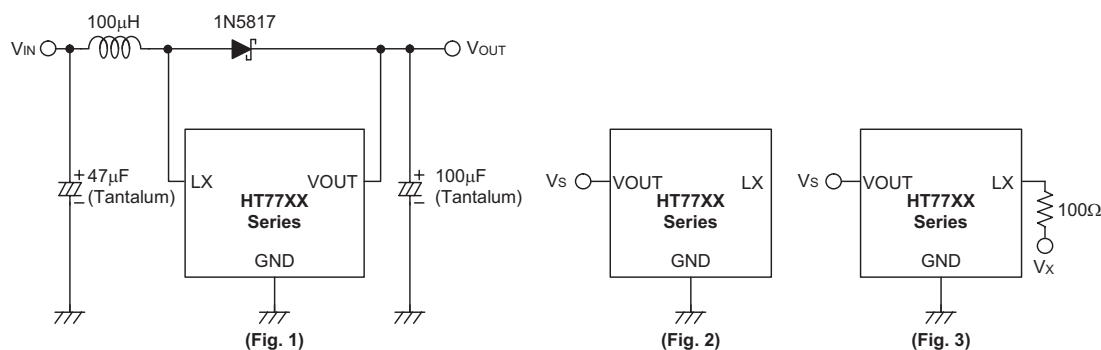 100µH
1N5817
VIN
VOUT
+
47µF
(Tantalum)
-
LX
VOUT
HT77XX
Series
GND
+
100µF
(Tantalum)
-
(Fig. 1)
VS
VOUT
LX
HT77XX
Series
GND
(Fig. 2)
VS
VOUT
LX
HT77XX
Series
GND
100Ω
VX
(Fig. 3)